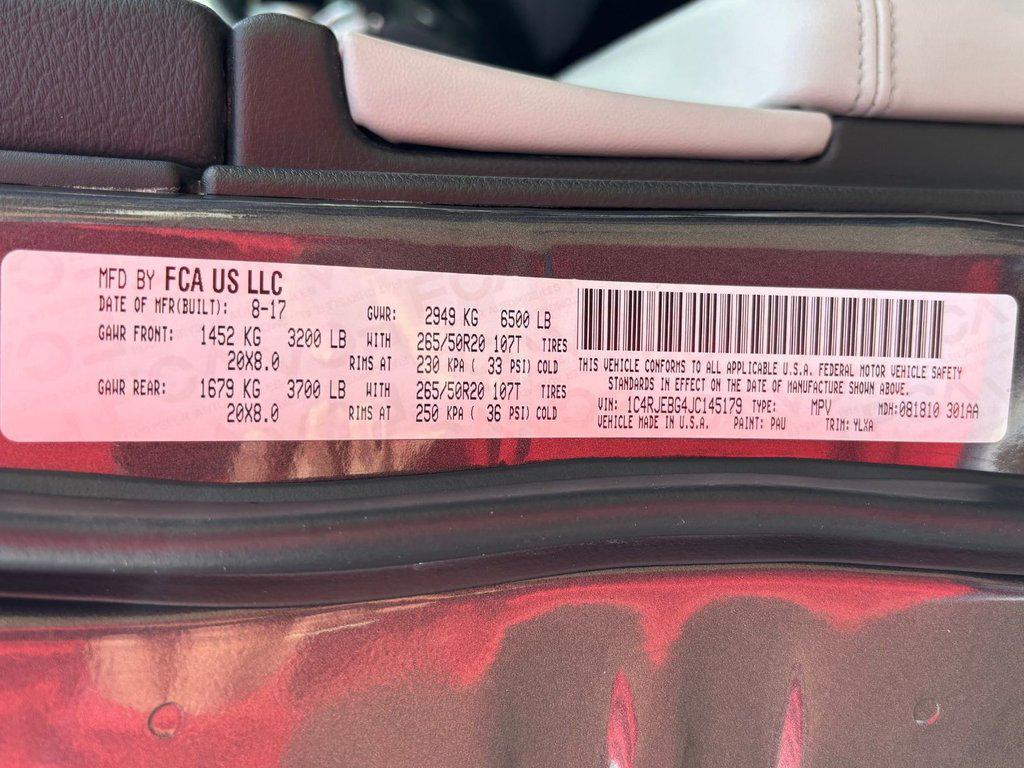 MFD BY FCA US LLC
DATE OF MFR(BUILT): 8-17 GVWR: 2949 KG 6500 LB
GAWR FRONT: 1452 KG 3200 LB WITH 265/50R20 107T TIRES
20X8.0 RIMS AT 230 KPA ( 33 PSI) COLD
GAWR REAR: 1679 KG 3700 LB WITH 265/50R20 107T TIRES
20X8.0 RIMS AT 250 KPA ( 36 PSI) COLD
THIS VEHICLE CONFORMS TO ALL APPLICABLE U.S.A. FEDERAL MOTOR VEHICLE SAFETY
STANDARDS IN EFFECT ON THE DATE OF MANUFACTURE SHOWN ABOVE.
VIN: 1C4RJEBG4JC145179 TYPE: MPV MDH:081810 301AA
VEHICLE MADE IN U.S.A. PAINT: PAU TRIM: YLXA